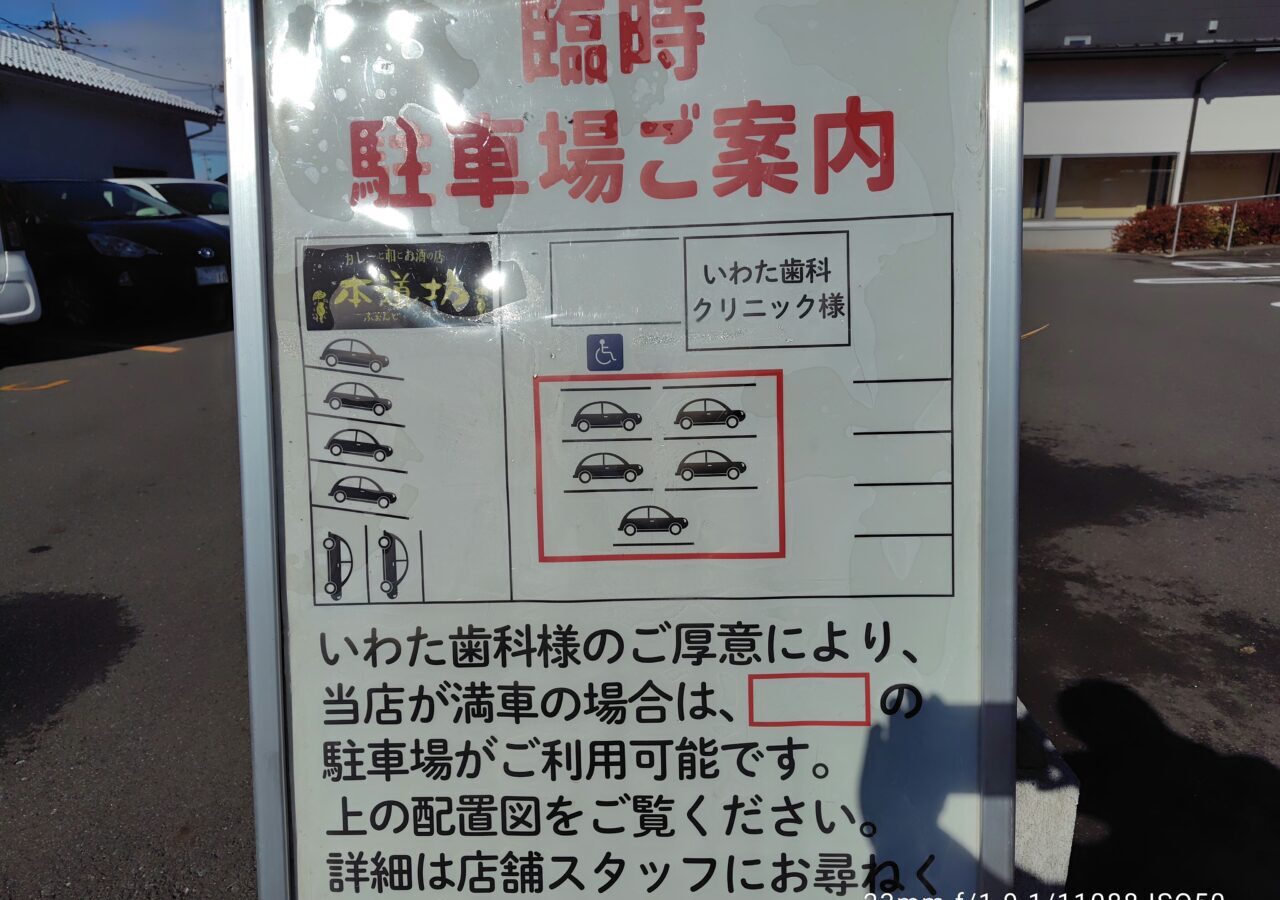 臨時
駐車場ご案内
カレーと和とお酒の店
本道坊
いわた歯科
クリニック様
いわた歯科様のご厚意により、
当店が満車の場合は、 の
駐車場がご利用可能です。
上の配置図をご覧ください。
詳細は店舗スタッフにお尋ねく